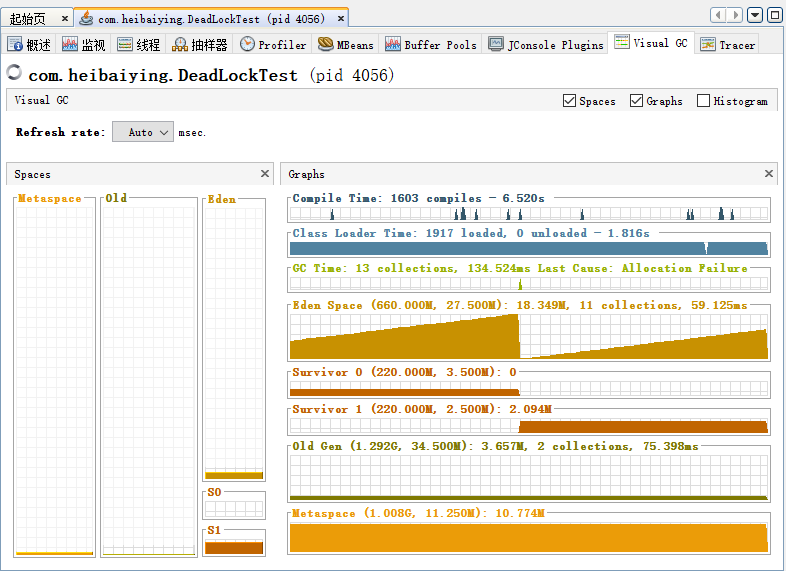 起始页 com.heibaiying.DeadLockTest (pid 4056)
概述 监视 线程 抽样器 Profiler MBeans Buffer Pools JConsole Plugins Visual GC Tracer
com.heibaiying.DeadLockTest (pid 4056)
Visual GC Spaces Graphs Histogram
Refresh rate: Auto msec.
Spaces
Metaspace Old Eden
S0
S1
Graphs
Compile Time: 1603 compiles - 6.520s
Class Loader Time: 1917 loaded, 0 unloaded - 1.816s
GC Time: 13 collections, 134.524ms Last Cause: Allocation Failure
Eden Space (660.000M, 27.500M): 18.349M, 11 collections, 59.125ms
Survivor 0 (220.000M, 3.500M): 0
Survivor 1 (220.000M, 2.500M): 2.094M
Old Gen (1.292G, 34.500M): 3.657M, 2 collections, 75.398ms
Metaspace (1.008G, 11.250M): 10.774M